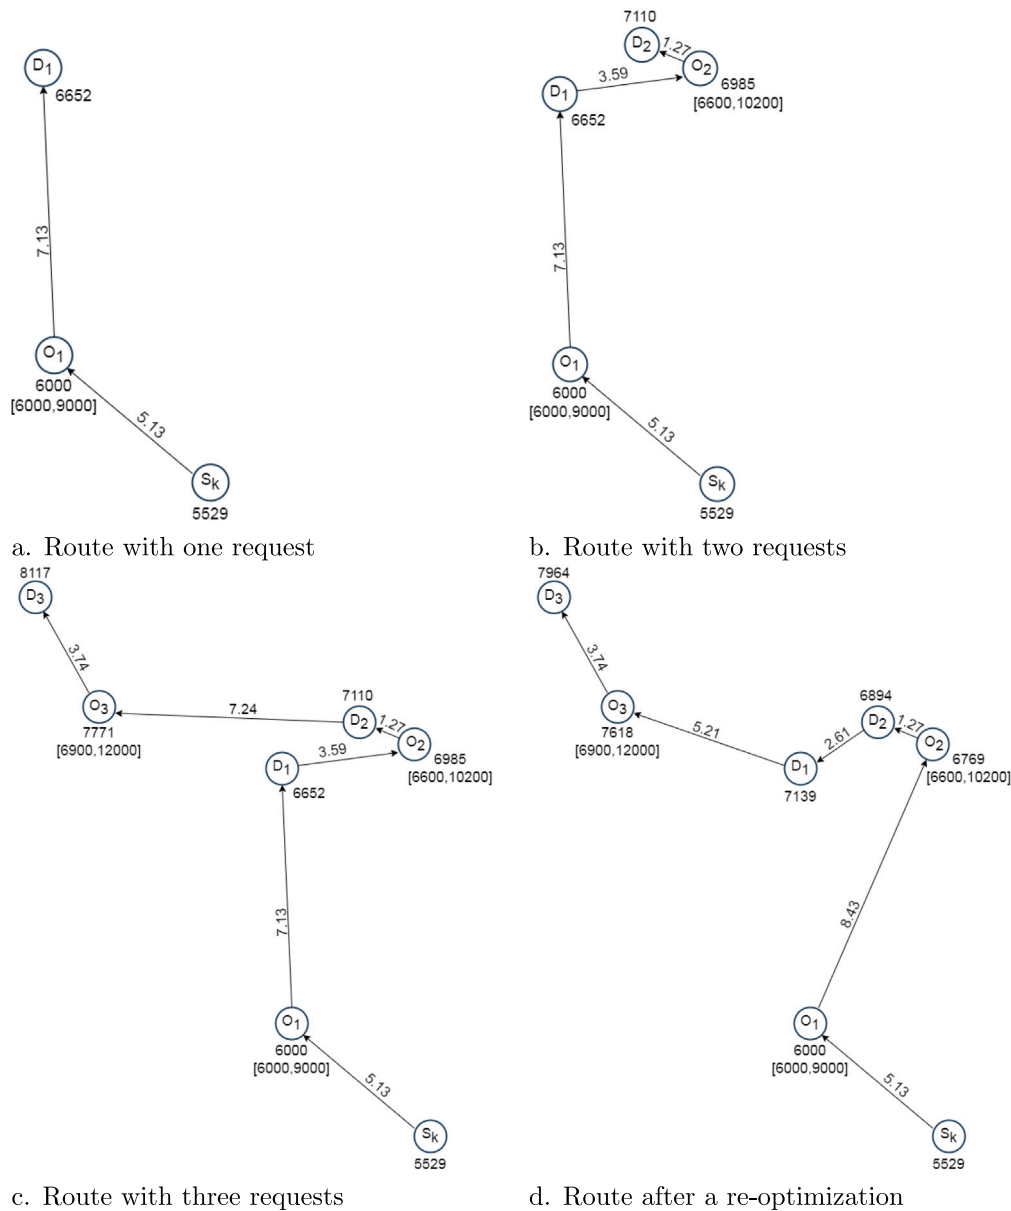 D1
6652
7.13
O1
6000
[6000,9000]
5.13
Sk
5529
a. Route with one request
7110
D2
1.27
O2
3.59
6985
[6600,10200]
D1
6652
7.13
O1
6000
[6000,9000]
5.13
Sk
5529
b. Route with two requests
8117
D3
3.74
O3
7771
[6900,12000]
7.24
7110
D2
1.27
O2
6985
[6600,10200]
3.59
D1
6652
7.13
O1
6000
[6000,9000]
5.13
Sk
5529
c. Route with three requests
7964
D3
3.74
O3
7618
[6900,12000]
5.21
6894
D2
1.27
O2
6769
[6600,10200]
2.61
D1
7139
8.43
O1
6000
[6000,9000]
5.13
Sk
5529
d. Route after a re-optimization